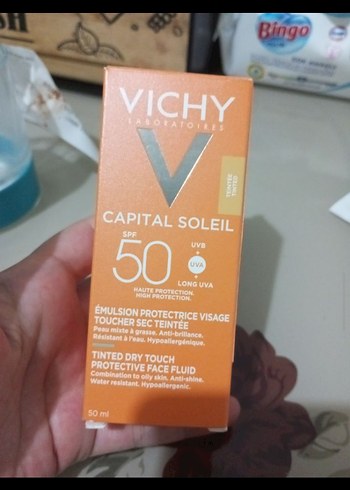 Bingo
SH
VICHY
LABORATOIRES
TEINTÉE
TINTED
CAPITAL SOLEIL
SPF
50
UVB
+
UVA
+
LONG UVA
HAUTE PROTECTION.
HIGH PROTECTION.
ÉMULSION PROTECTRICE VISAGE
TOUCHER SEC TEINTÉE
Peau mixte à grasse. Anti-brillance.
Résistant à l'eau. Hypoallergénique.
TINTED DRY TOUCH
PROTECTIVE FACE FLUID
Combination to oily skin. Anti-shine.
Water resistant. Hypoallergenic.
50 ml